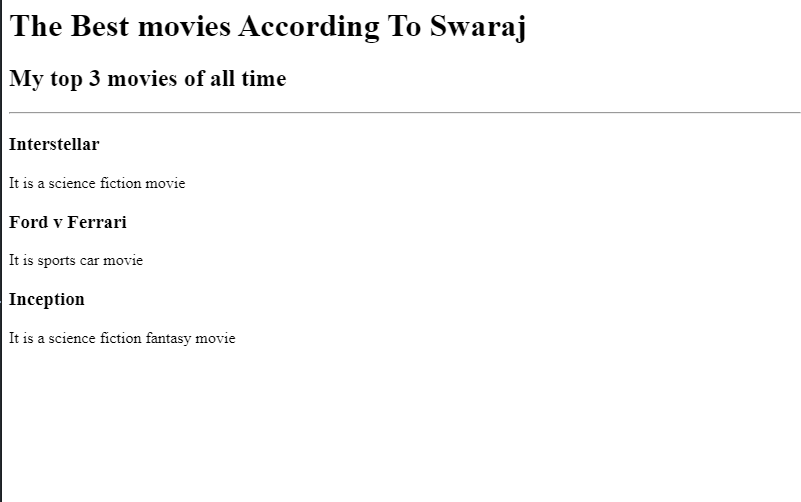 The Best movies According To Swaraj
My top 3 movies of all time
Interstellar
It is a science fiction movie
Ford v Ferrari
It is sports car movie
Inception
It is a science fiction fantasy movie